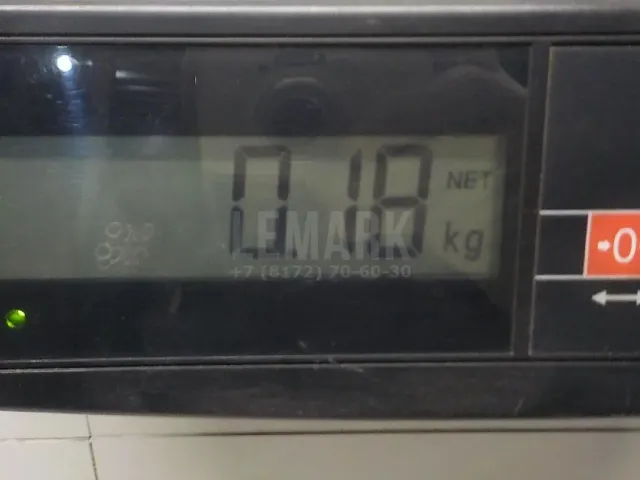 0.18 NET
kg
LEMARK
+7 (8172) 70-60-30
→0